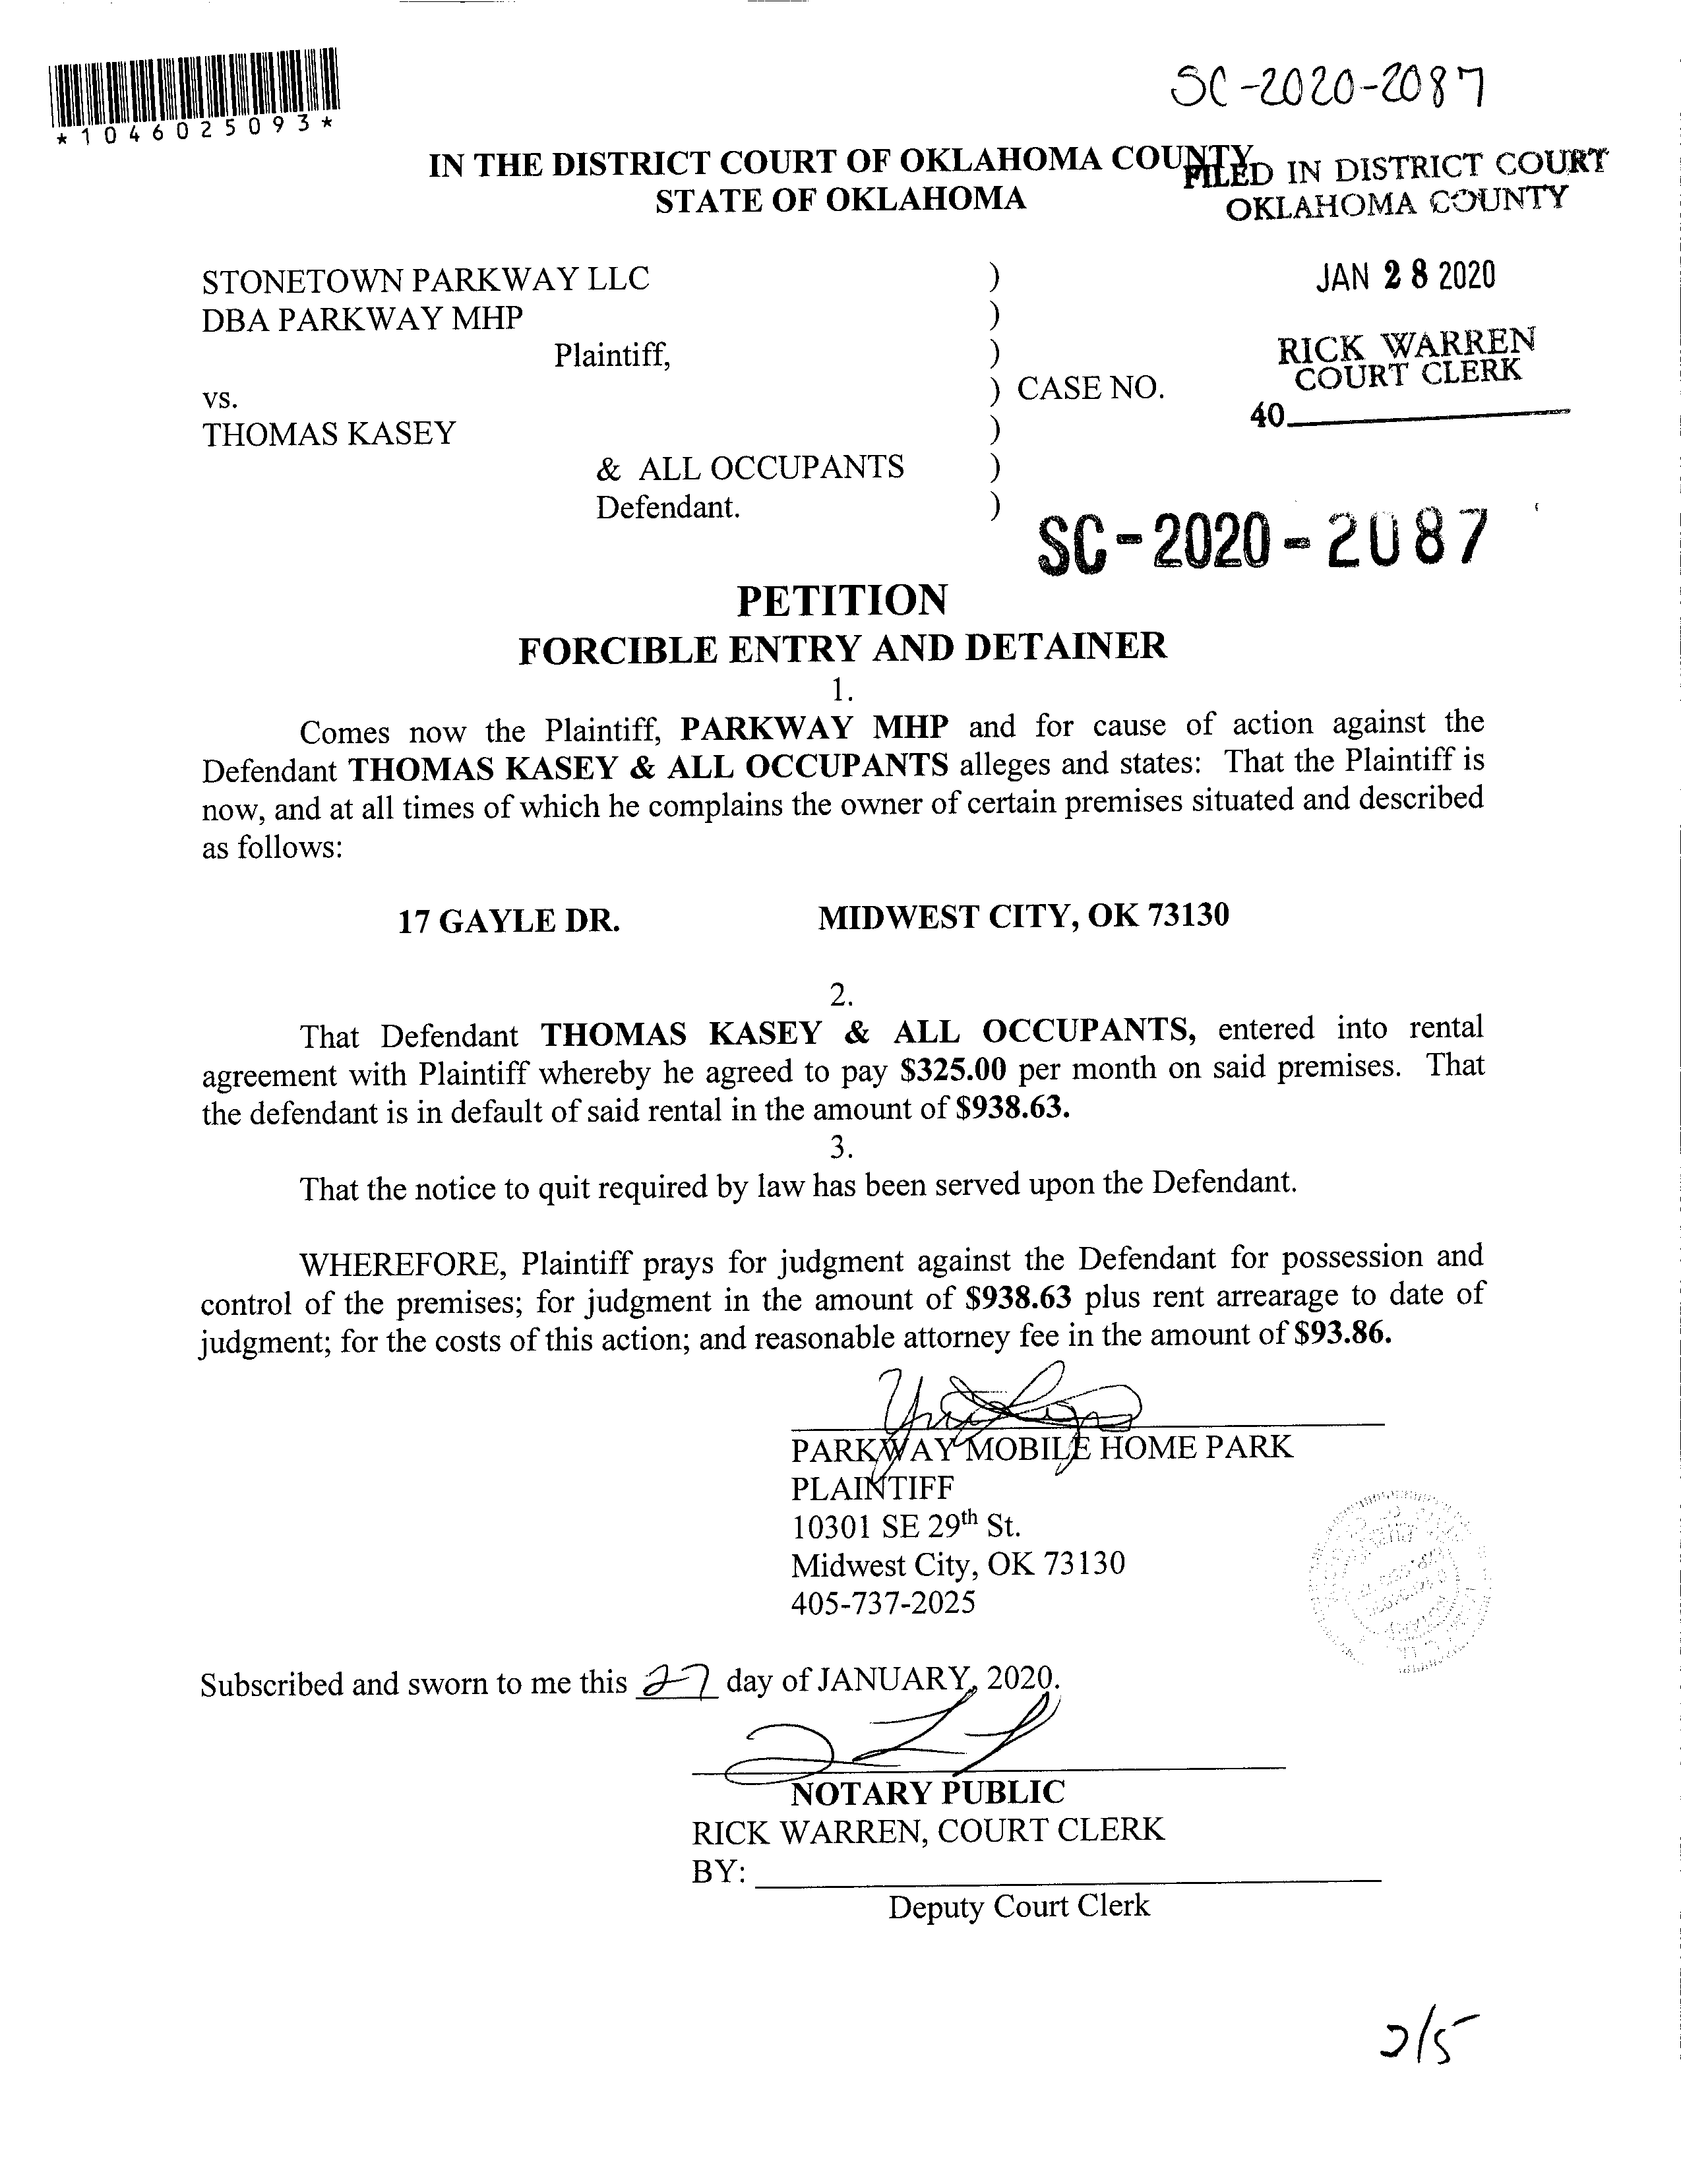 SC-2020-2087
*1046025093*
IN THE DISTRICT COURT OF OKLAHOMA COUNTY
STATE OF OKLAHOMA
FILED IN DISTRICT COURT
OKLAHOMA COUNTY
JAN 28 2020
RICK WARREN
COURT CLERK
40
STONETOWN PARKWAY LLC )
DBA PARKWAY MHP )
Plaintiff, )
vs. ) CASE NO.
THOMAS KASEY )
& ALL OCCUPANTS )
Defendant. )
SC-2020-2087
PETITION
FORCIBLE ENTRY AND DETAINER
1.
Comes now the Plaintiff, PARKWAY MHP and for cause of action against the
Defendant THOMAS KASEY & ALL OCCUPANTS alleges and states: That the Plaintiff is
now, and at all times of which he complains the owner of certain premises situated and described
as follows:
17 GAYLE DR. MIDWEST CITY, OK 73130
2.
That Defendant THOMAS KASEY & ALL OCCUPANTS, entered into rental
agreement with Plaintiff whereby he agreed to pay $325.00 per month on said premises. That
the defendant is in default of said rental in the amount of $938.63.
3.
That the notice to quit required by law has been served upon the Defendant.
WHEREFORE, Plaintiff prays for judgment against the Defendant for possession and
control of the premises; for judgment in the amount of $938.63 plus rent arrearage to date of
judgment; for the costs of this action; and reasonable attorney fee in the amount of $93.86.
PARKWAY MOBILE HOME PARK
PLAINTIFF
10301 SE 29th St.
Midwest City, OK 73130
405-737-2025
Subscribed and sworn to me this 27 day of JANUARY, 2020.
NOTARY PUBLIC
RICK WARREN, COURT CLERK
BY:
Deputy Court Clerk
2/5